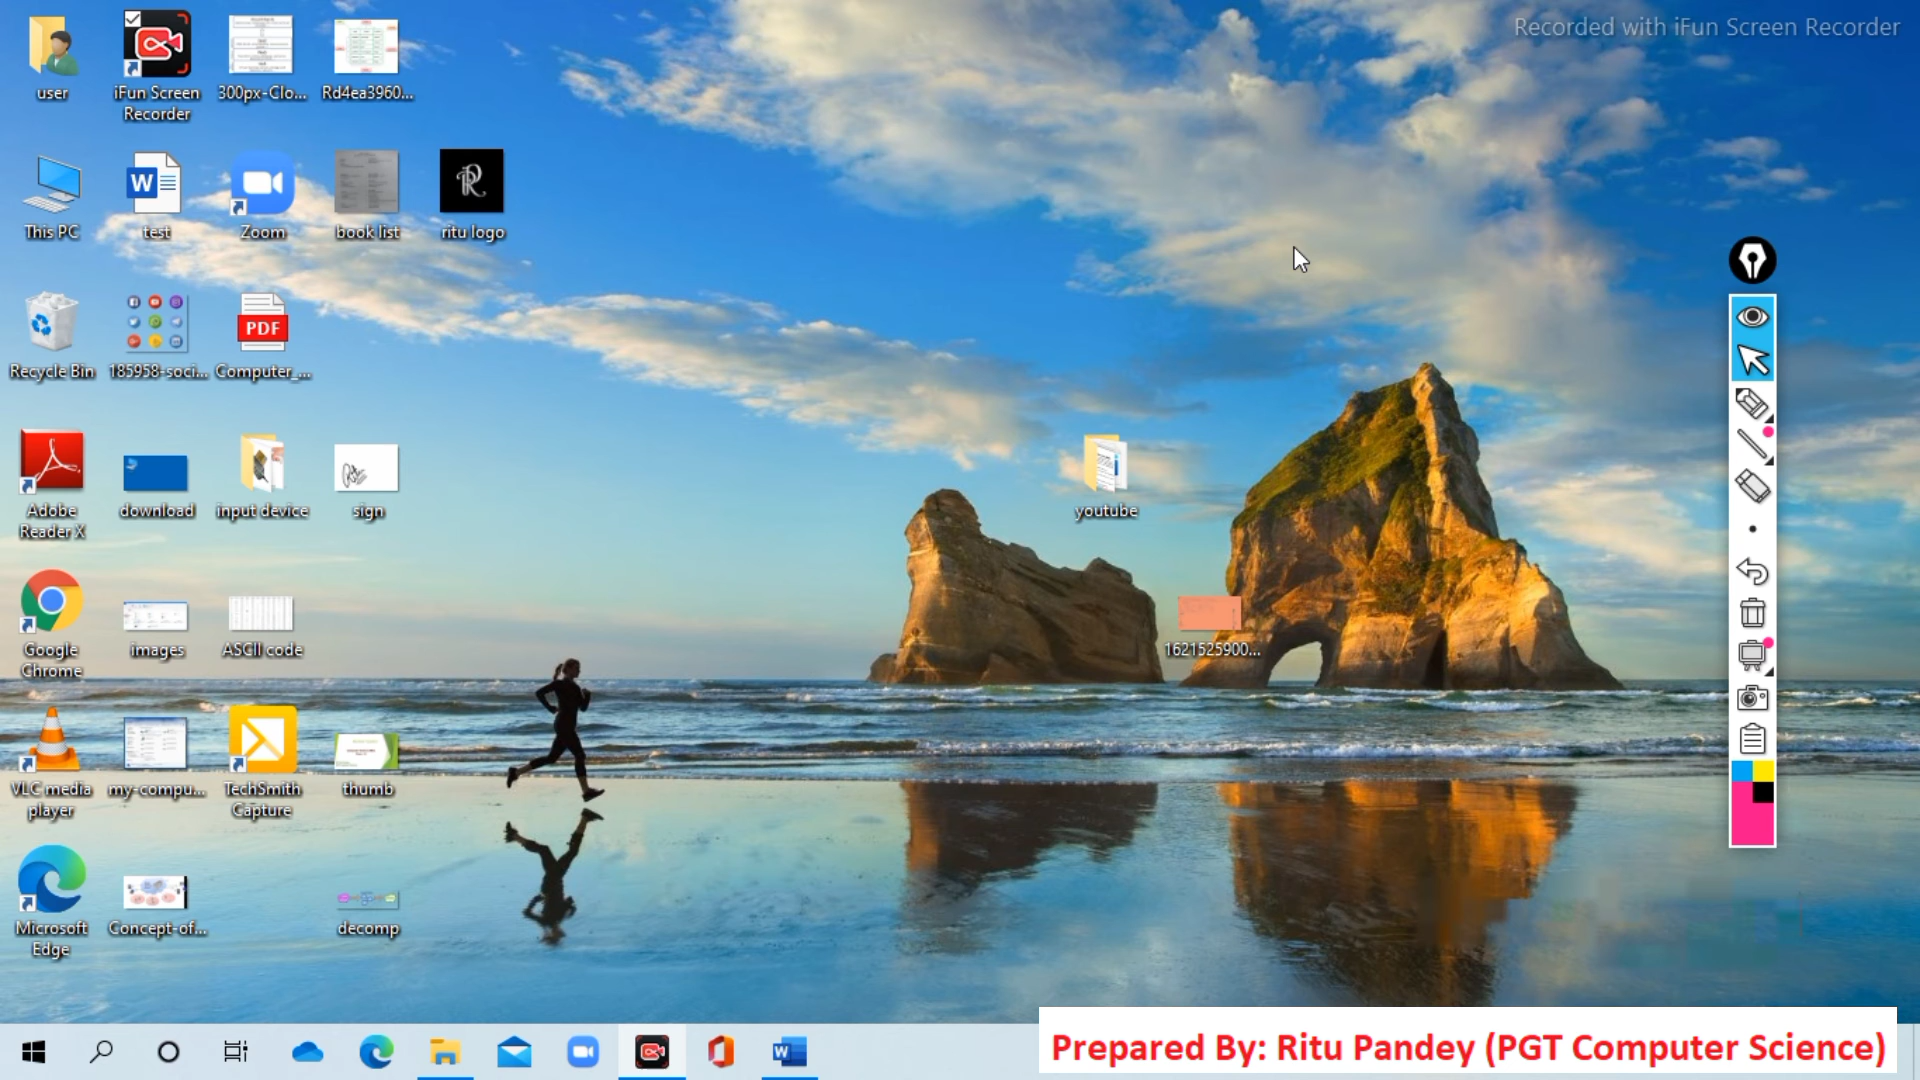 Recorded with iFun Screen Recorder
user
iFun Screen
Recorder
300px-Clo...
Rd4ea3960...
This PC
test
Zoom
book list
ritu logo
Recycle Bin
185958-soci...
PDF
Computer_...
Adobe
Reader X
download
input device
sign
youtube
Google
Chrome
images
ASCII code
1621525900...
VLC media
player
my-compu...
TechSmith
Capture
thumb
Microsoft
Edge
Concept-of...
decomp
Prepared By: Ritu Pandey (PGT Computer Science)